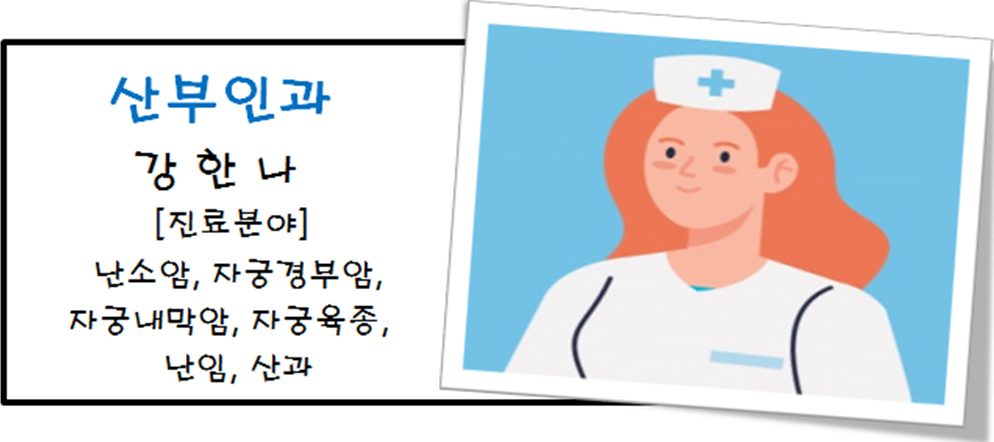 산부인과
강 한 나
[진료분야]
난소암, 자궁경부암,
자궁내막암, 자궁육종,
난임, 산과